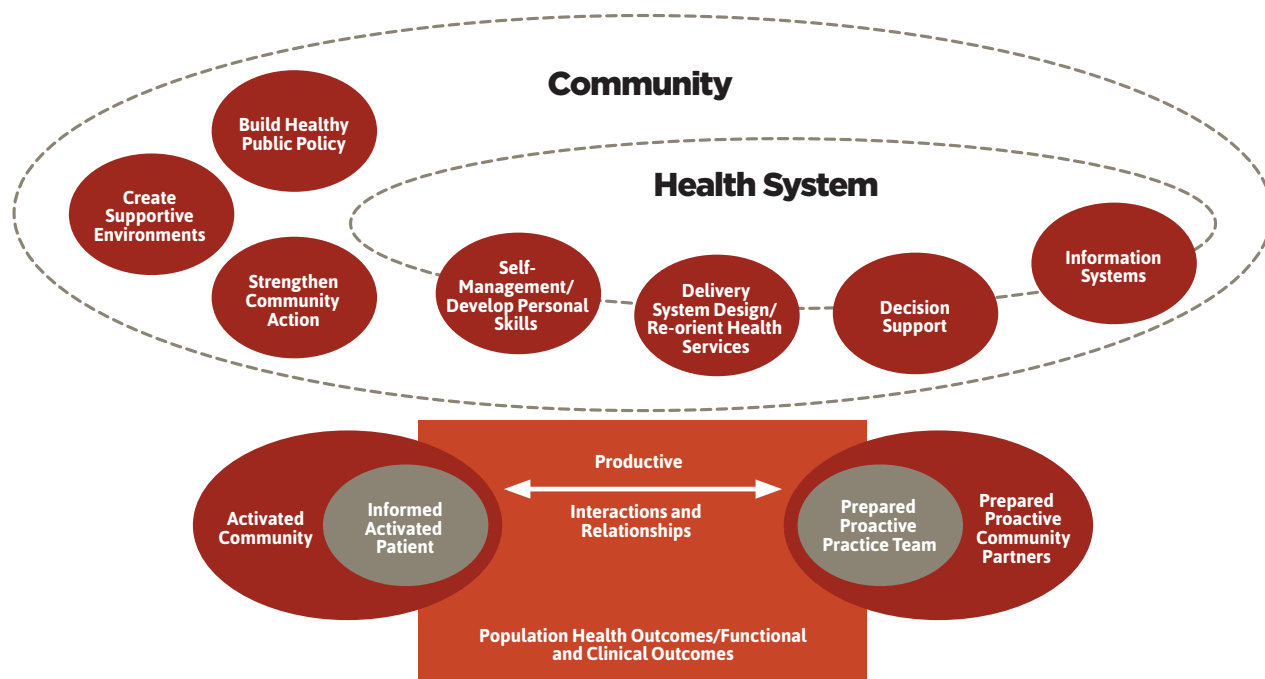 Community
Build Healthy
Public Policy
Health System
Create
Supportive
Environments
Strengthen
Community
Action
Self-
Management/
Develop Personal
Skills
Delivery
System Design/
Re-orient Health
Services
Decision
Support
Information
Systems
Activated
Community
Informed
Activated
Patient
Productive
Interactions and
Relationships
Prepared
Proactive
Practice Team
Prepared
Proactive
Community
Partners
Population Health Outcomes/Functional
and Clinical Outcomes